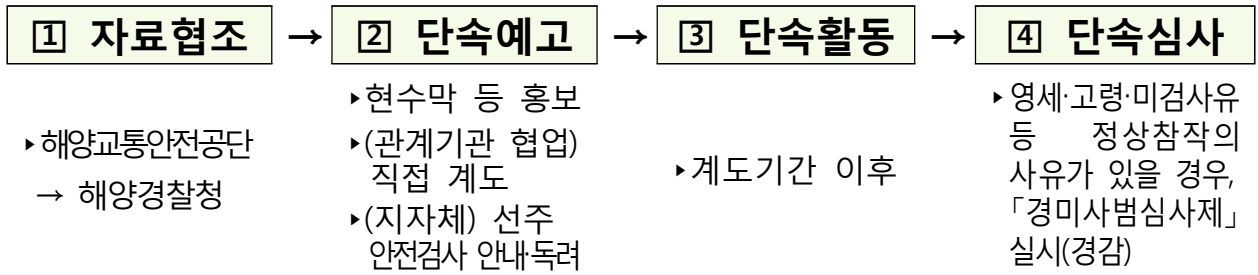 1 자료협조 → 2 단속예고 → 3 단속활동 → 4 단속심사
▸해양교통안전공단
→ 해양경찰청
▸현수막 등 홍보
▸(관계기관 협업)
직접 계도
▸(지자체) 선주
안전검사 안내·독려
▸계도기간 이후
▸영세·고령·미검사유
등 정상참작의
사유가 있을 경우,
「경미사범심사제」
실시(경감)